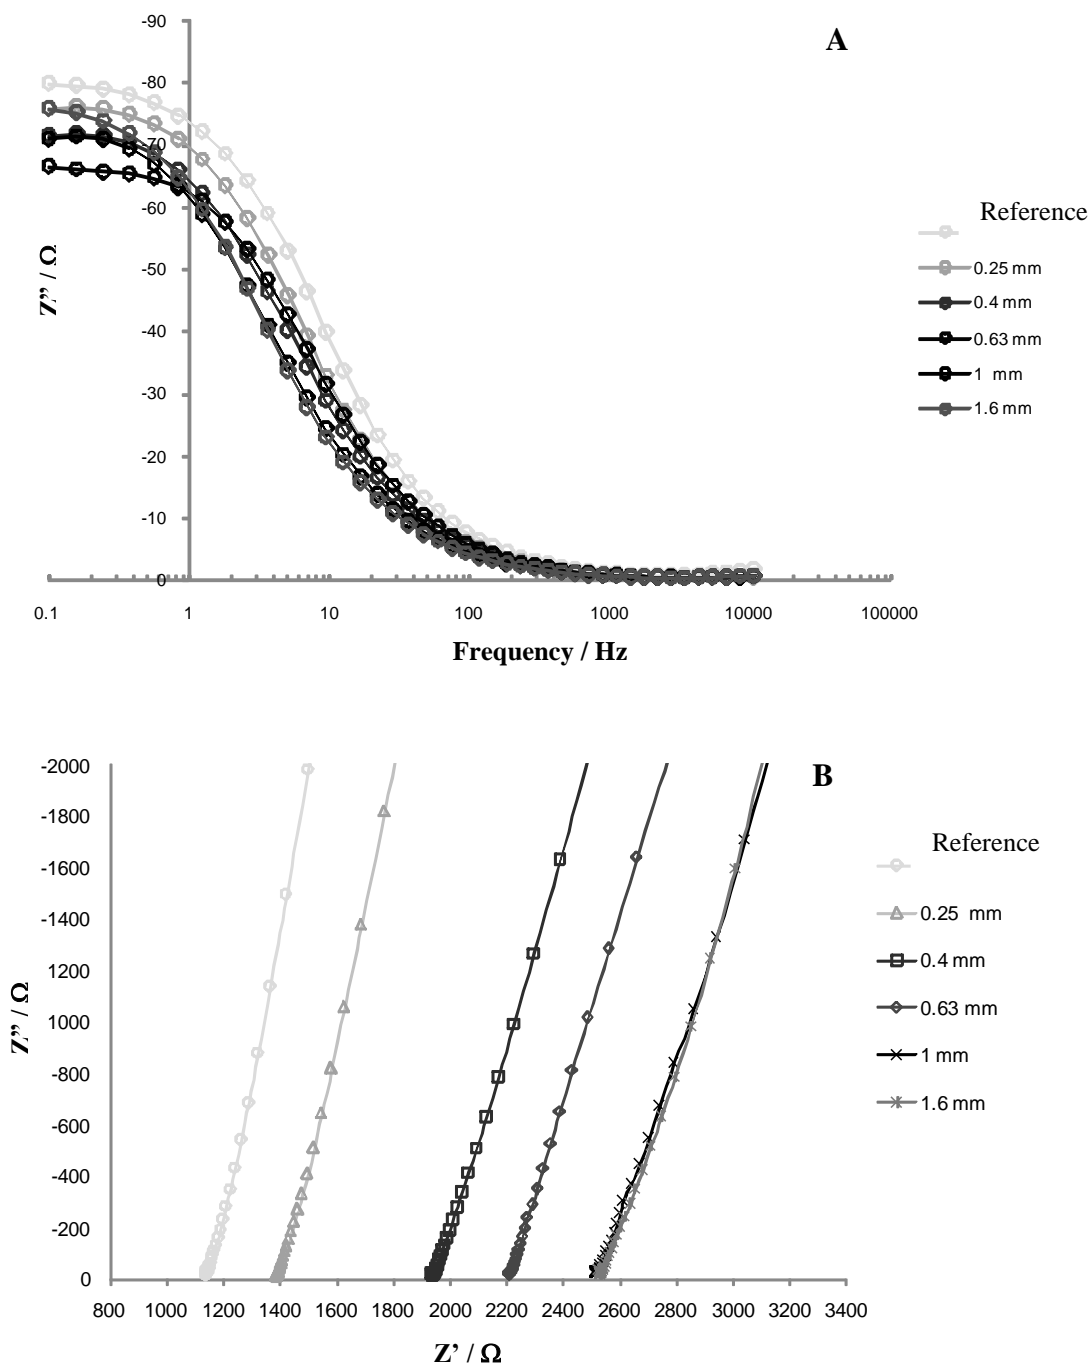 A
-90
-80
-70
-60
-50
-40
-30
-20
-10
0
Z’’ / Ω
0.1 1 10 100 1000 10000 100000
Frequency / Hz
Reference
0.25 mm
0.4 mm
0.63 mm
1 mm
1.6 mm
B
-2000
-1800
-1600
-1400
1200
1000
-800
-600
-400
-200
0
Z’’ / Ω
800 1000 1200 1400 1600 1800 2000 2200 2400 2600 2800 3000 3200 3400
Z’ / Ω
Reference
0.25 mm
0.4 mm
0.63 mm
1 mm
1.6 mm